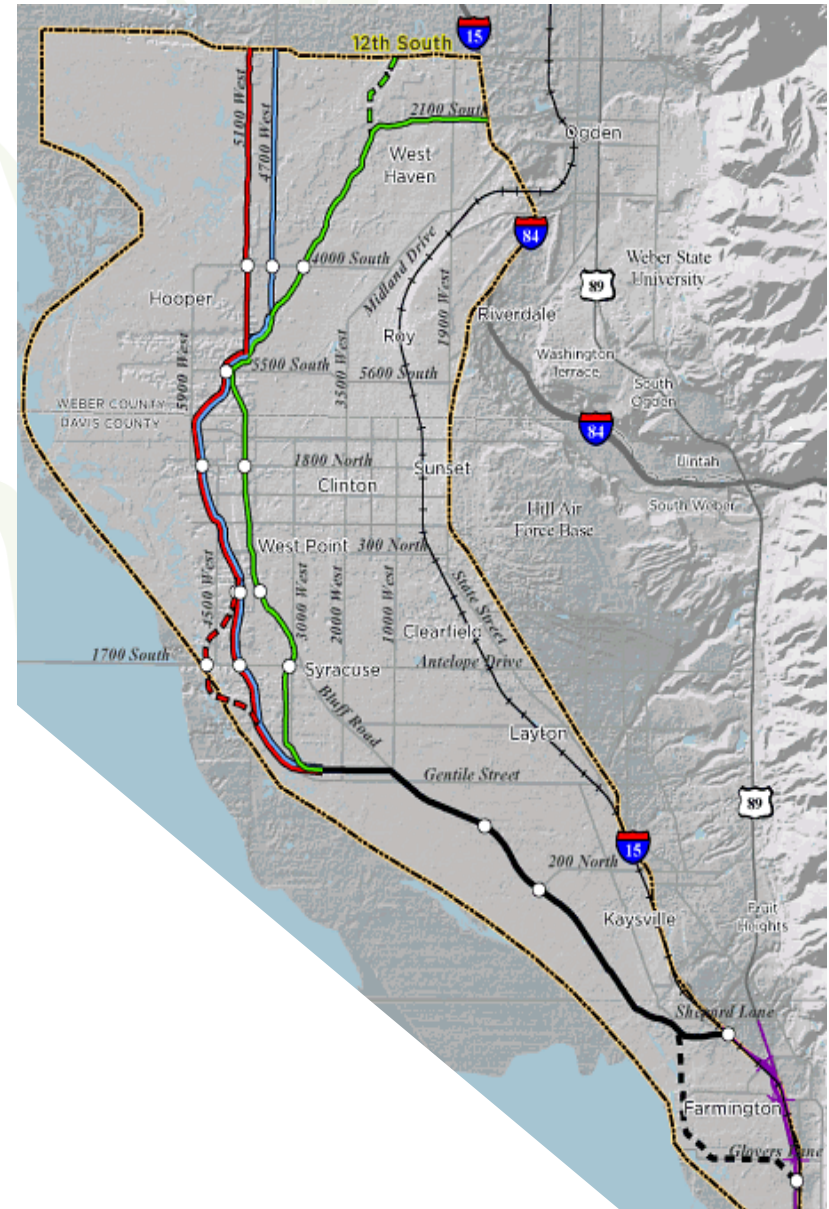 15
12th South
5100 West
4700 West
2100 South
Ogden
West
Haven
84
4000 South
Midland Drive
Weber State
University
89
Hooper
Riverdale
1900 West
Roy
3500 West
5900 West
5500 South
5600 South
Washington
Terrace
South
Ogden
WEBER COUNTY
DAVIS COUNTY
84
1800 North
Sunset
Uintah
Clinton
South Weber
Hill Air
Force Base
West Point
300 North
4500 West
3000 West
2000 West
1000 West
State Street
Clearfield
1700 South
Syracuse
Antelope Drive
Bluff Road
Layton
Gentile Street
89
15
200 North
Kaysville
Fruit
Heights
Shepard Lane
Farmington
Glovers Lane